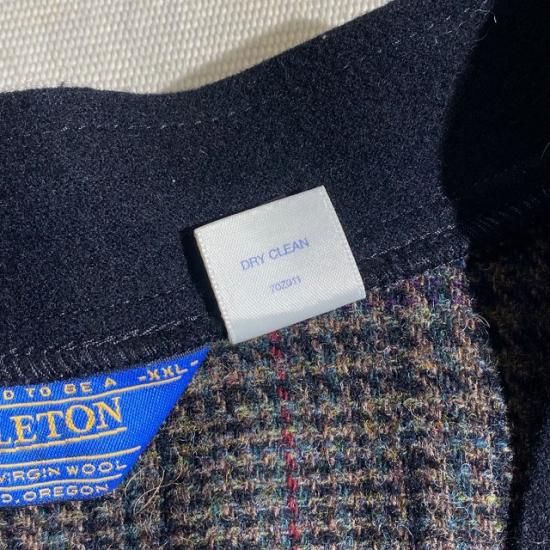 DRY CLEAN
70Z011
D TO BE A -XXL-
LETON
VIRGIN WOOL
D, OREGON